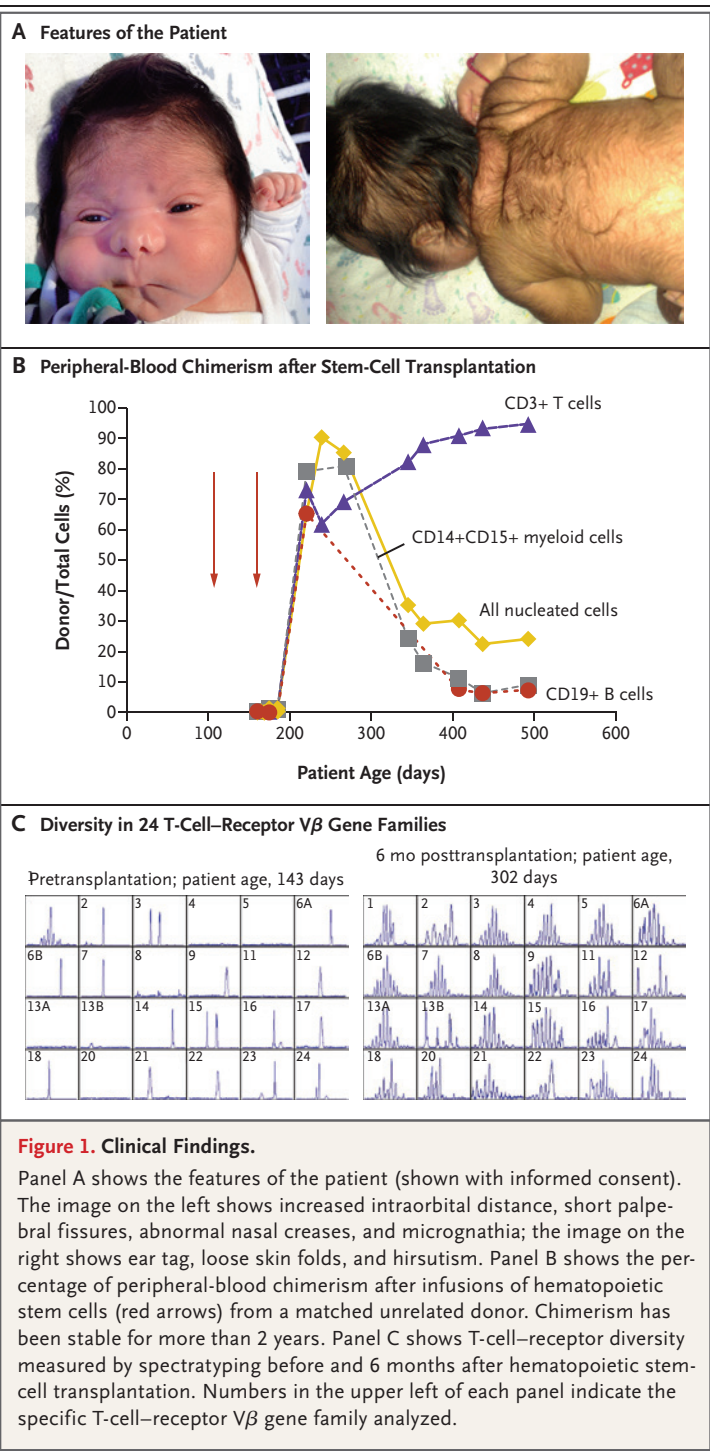 A Features of the Patient
B Peripheral-Blood Chimerism after Stem-Cell Transplantation
Donor/Total Cells (%)
100
90
80
70
60
50
40
30
20
10
0
CD3+ T cells
CD14+CD15+ myeloid cells
All nucleated cells
CD19+ B cells
0 100 200 300 400 500 600
Patient Age (days)
C Diversity in 24 T-Cell–Receptor Vβ Gene Families
Pretransplantation; patient age, 143 days
2 3 4 5 6A
6B 7 8 9 11 12
13A 13B 14 15 16 17
18 20 21 22 23 24
6 mo posttransplantation; patient age,
302 days
1 2 3 4 5 6A
6B 7 8 9 11 12
13A 13B 14 15 16 17
18 20 21 22 23 24
Figure 1. Clinical Findings.
Panel A shows the features of the patient (shown with informed consent).
The image on the left shows increased intraorbital distance, short palpe-
bral fissures, abnormal nasal creases, and micrognathia; the image on the
right shows ear tag, loose skin folds, and hirsutism. Panel B shows the per-
centage of peripheral-blood chimerism after infusions of hematopoietic
stem cells (red arrows) from a matched unrelated donor. Chimerism has
been stable for more than 2 years. Panel C shows T-cell–receptor diversity
measured by spectratyping before and 6 months after hematopoietic stem-
cell transplantation. Numbers in the upper left of each panel indicate the
specific T-cell–receptor Vβ gene family analyzed.